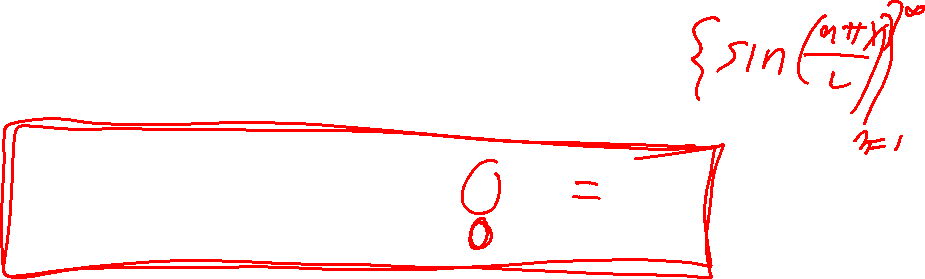 {sin(nπx/L)}^∞_{n=1}
0 =
0